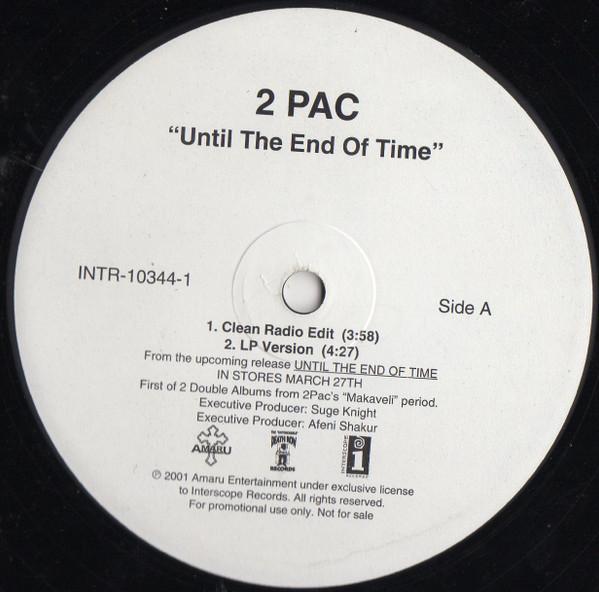 2 PAC
“Until The End Of Time”
INTR-10344-1
Side A
1. Clean Radio Edit (3:58)
2. LP Version (4:27)
From the upcoming release UNTIL THE END OF TIME
IN STORES MARCH 27TH
First of 2 Double Albums from 2Pac's “Makaveli” period.
Executive Producer: Suge Knight
Executive Producer: Afeni Shakur
AMARU
DEATH ROW
RECORDS
INTERSCOPE
RECORDS
℗ 2001 Amaru Entertainment under exclusive license
to Interscope Records. All rights reserved.
For promotional use only. Not for sale